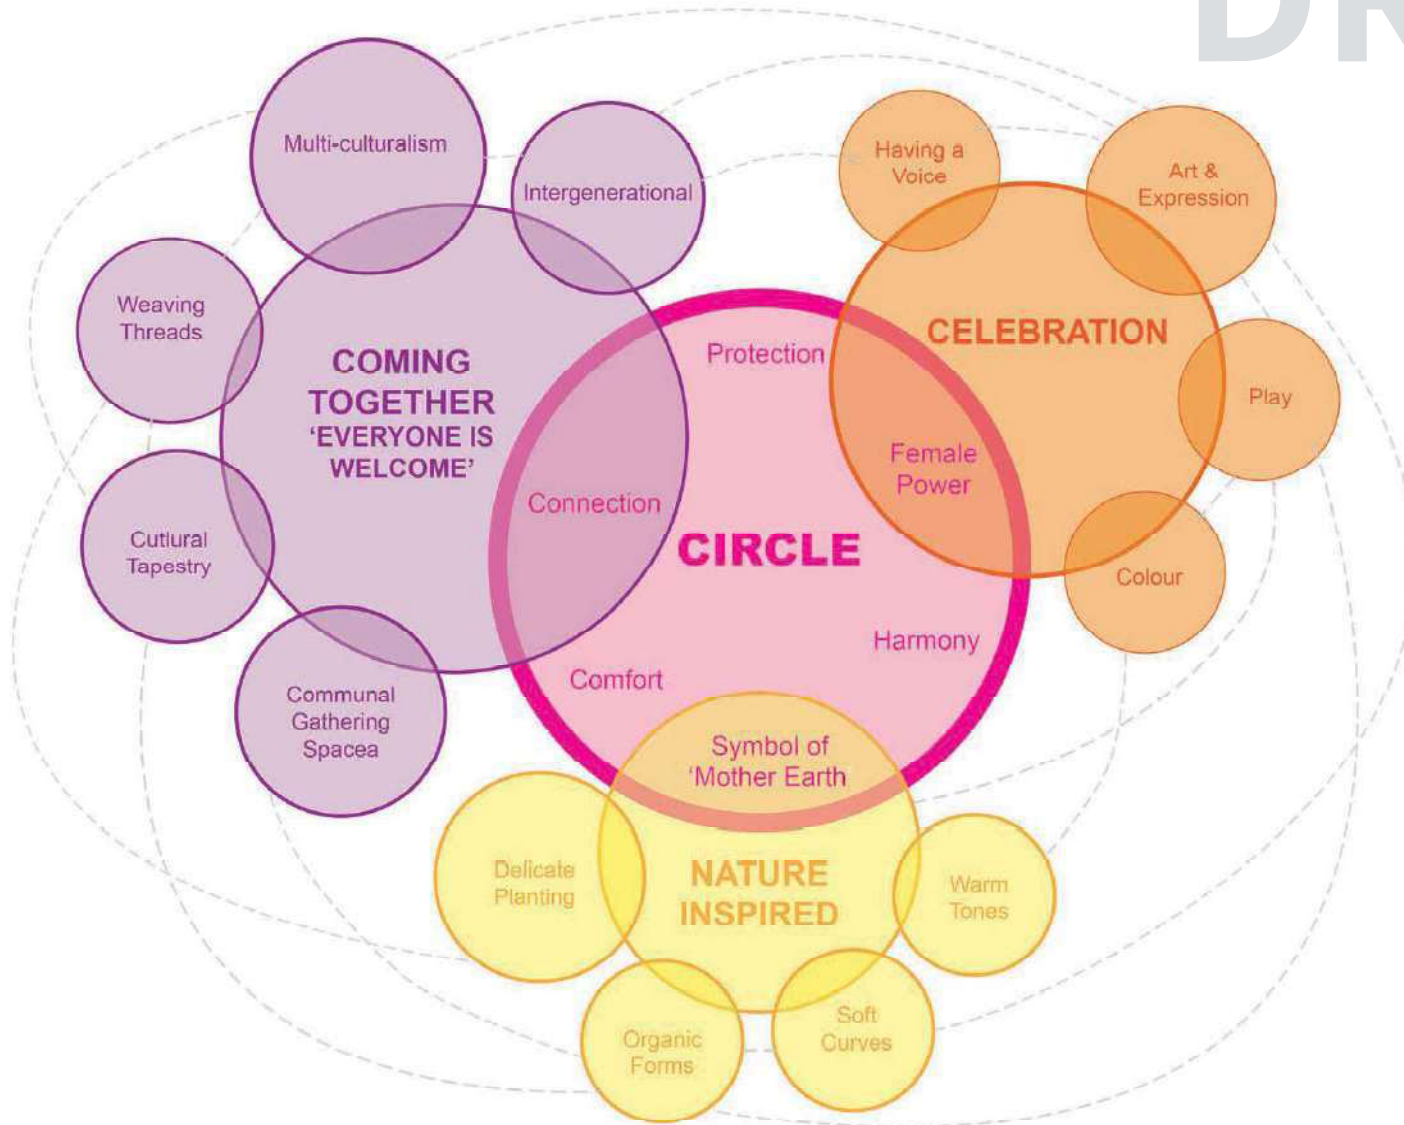 Multi-culturalism
Intergenerational
Weaving
Threads
COMING
TOGETHER
‘EVERYONE IS
WELCOME’
Cutlural
Tapestry
Communal
Gathering
Spacea
Having a
Voice
Art &
Expression
CELEBRATION
Play
Colour
Protection
Connection
Female
Power
CIRCLE
Harmony
Comfort
Symbol of
‘Mother Earth
NATURE
INSPIRED
Delicate
Planting
Warm
Tones
Organic
Forms
Soft
Curves